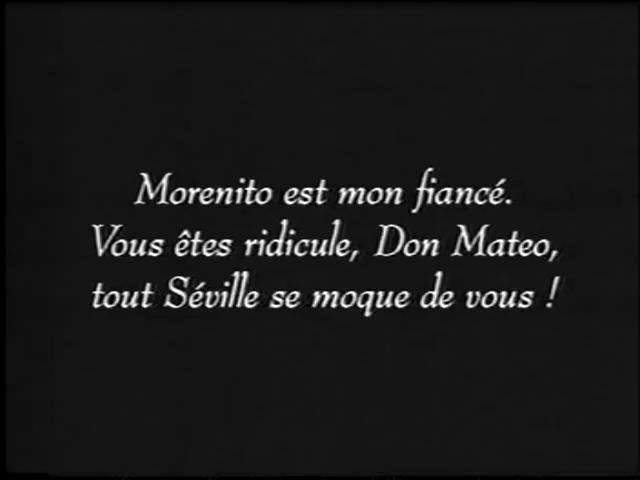 Morenito est mon fiancé.
Vous êtes ridicule, Don Mateo,
tout Séville se moque de vous !